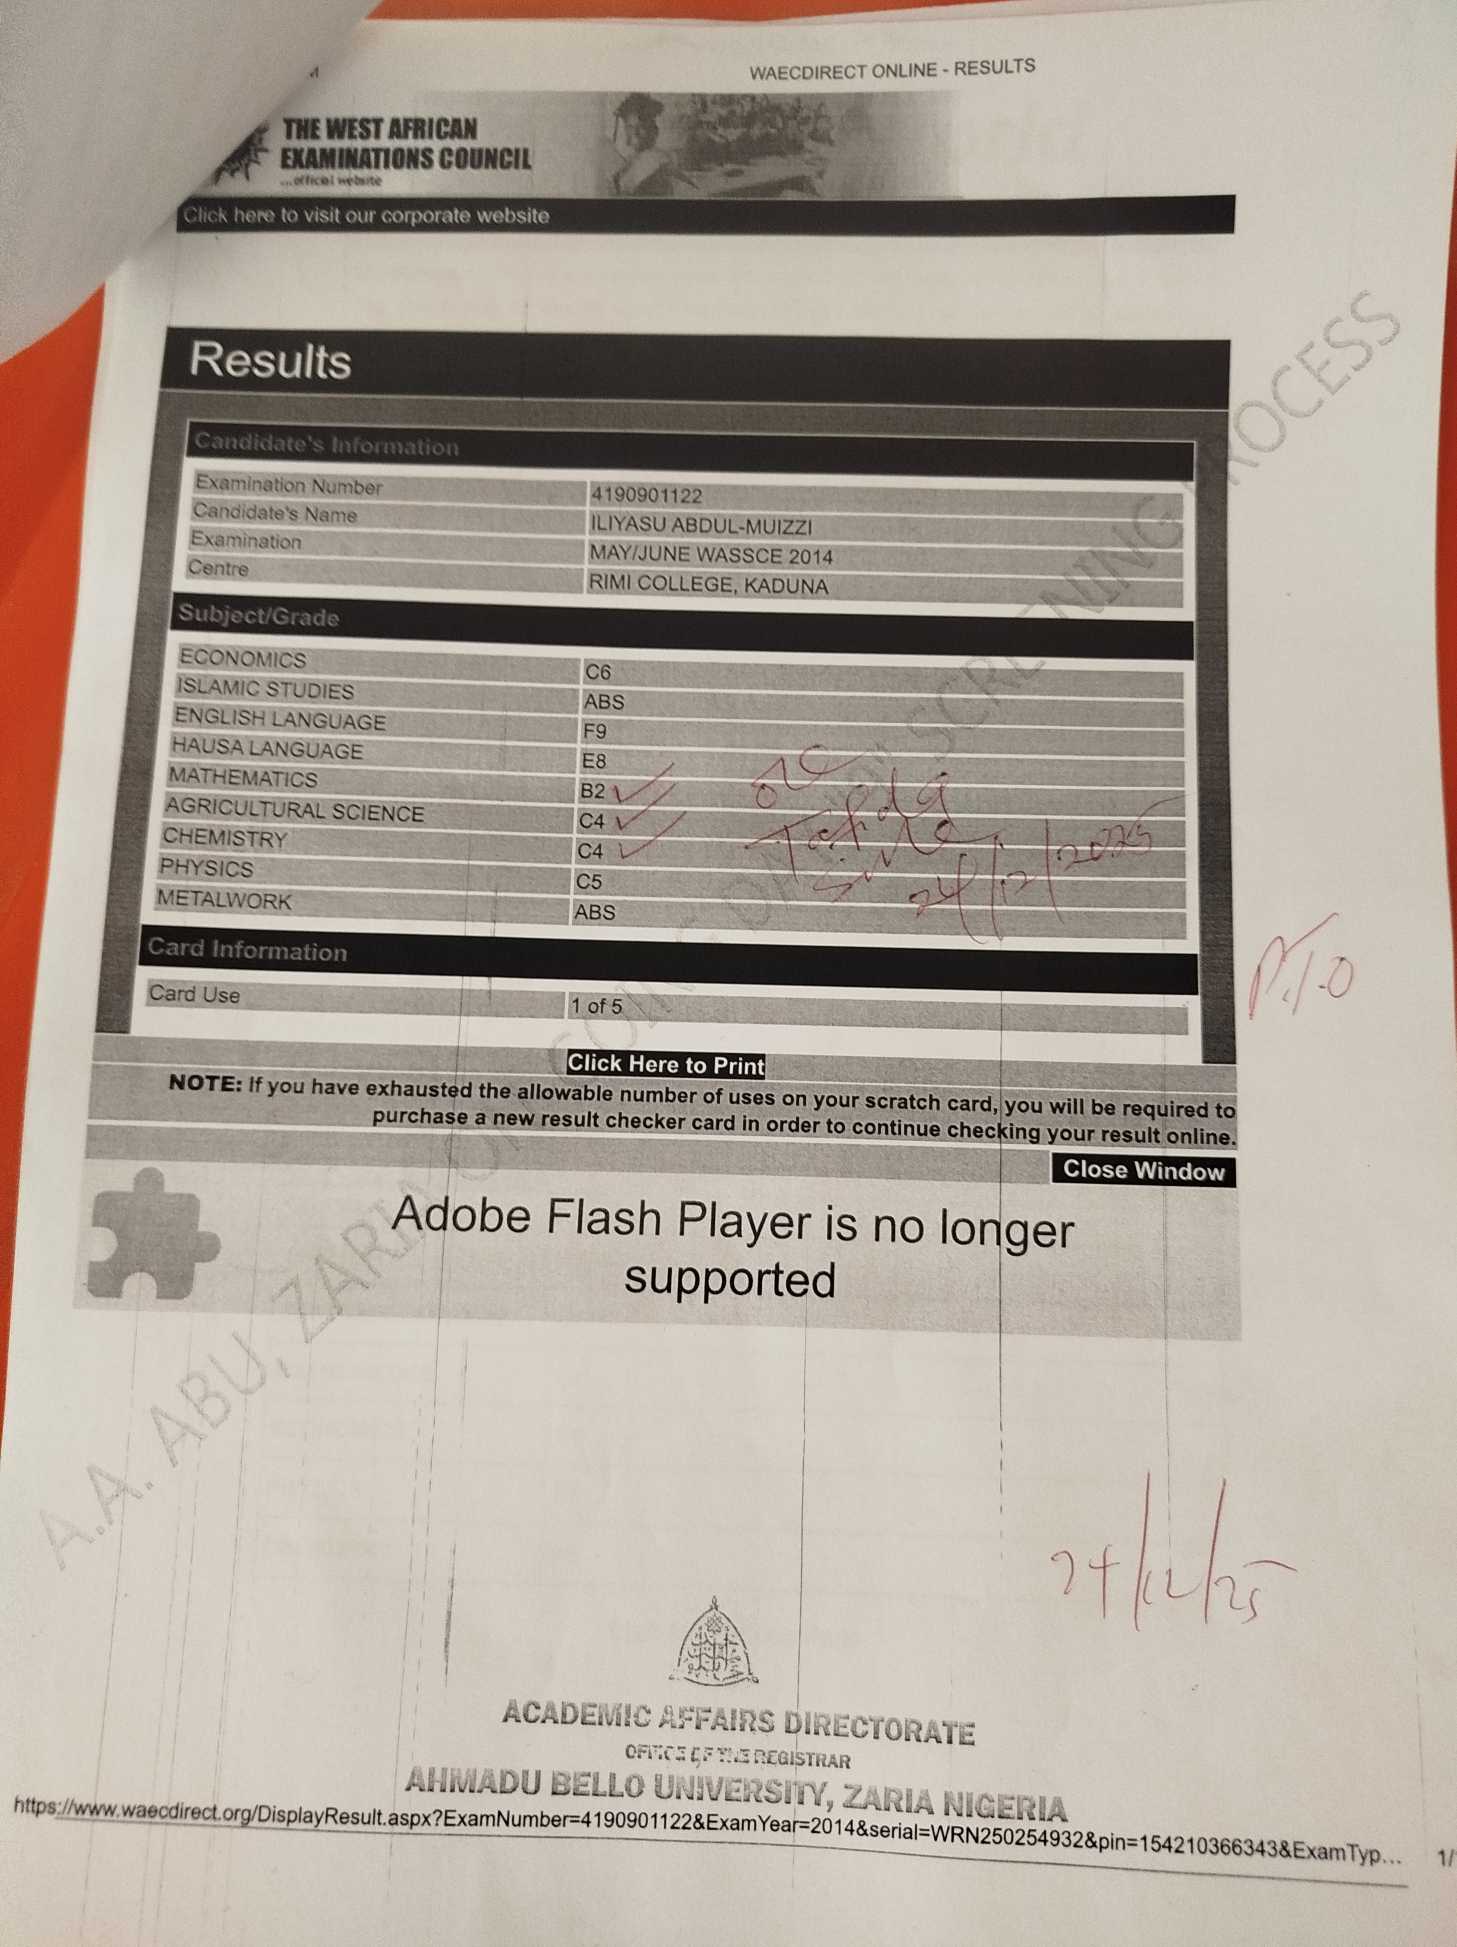 WAECDIRECT ONLINE - RESULTS
THE WEST AFRICAN
EXAMINATIONS COUNCIL
...official website
Click here to visit our corporate website
Results
Candidate's Information
Examination Number 4190901122
Candidate's Name ILIYASU ABDUL-MUIZZI
Examination MAY/JUNE WASSCE 2014
Centre RIMI COLLEGE, KADUNA
Subject/Grade
ECONOMICS C6
ISLAMIC STUDIES ABS
ENGLISH LANGUAGE F9
HAUSA LANGUAGE E8
MATHEMATICS B2
AGRICULTURAL SCIENCE C4
CHEMISTRY C4
PHYSICS C5
METALWORK ABS
24/12/2025
Card Information
P.T.O
Card Use 1 of 5
Click Here to Print
NOTE: If you have exhausted the allowable number of uses on your scratch card, you will be required to
purchase a new result checker card in order to continue checking your result online.
Close Window
Adobe Flash Player is no longer
supported
A.A. ABU, ZARIA SCREENING PROCESS
24/12/25
ACADEMIC AFFAIRS DIRECTORATE
OFFICE OF THE REGISTRAR
AHMADU BELLO UNIVERSITY, ZARIA NIGERIA
https://www.waecdirect.org/DisplayResult.aspx?ExamNumber=4190901122&ExamYear=2014&serial=WRN250254932&pin=154210366343&ExamTyp... 1/